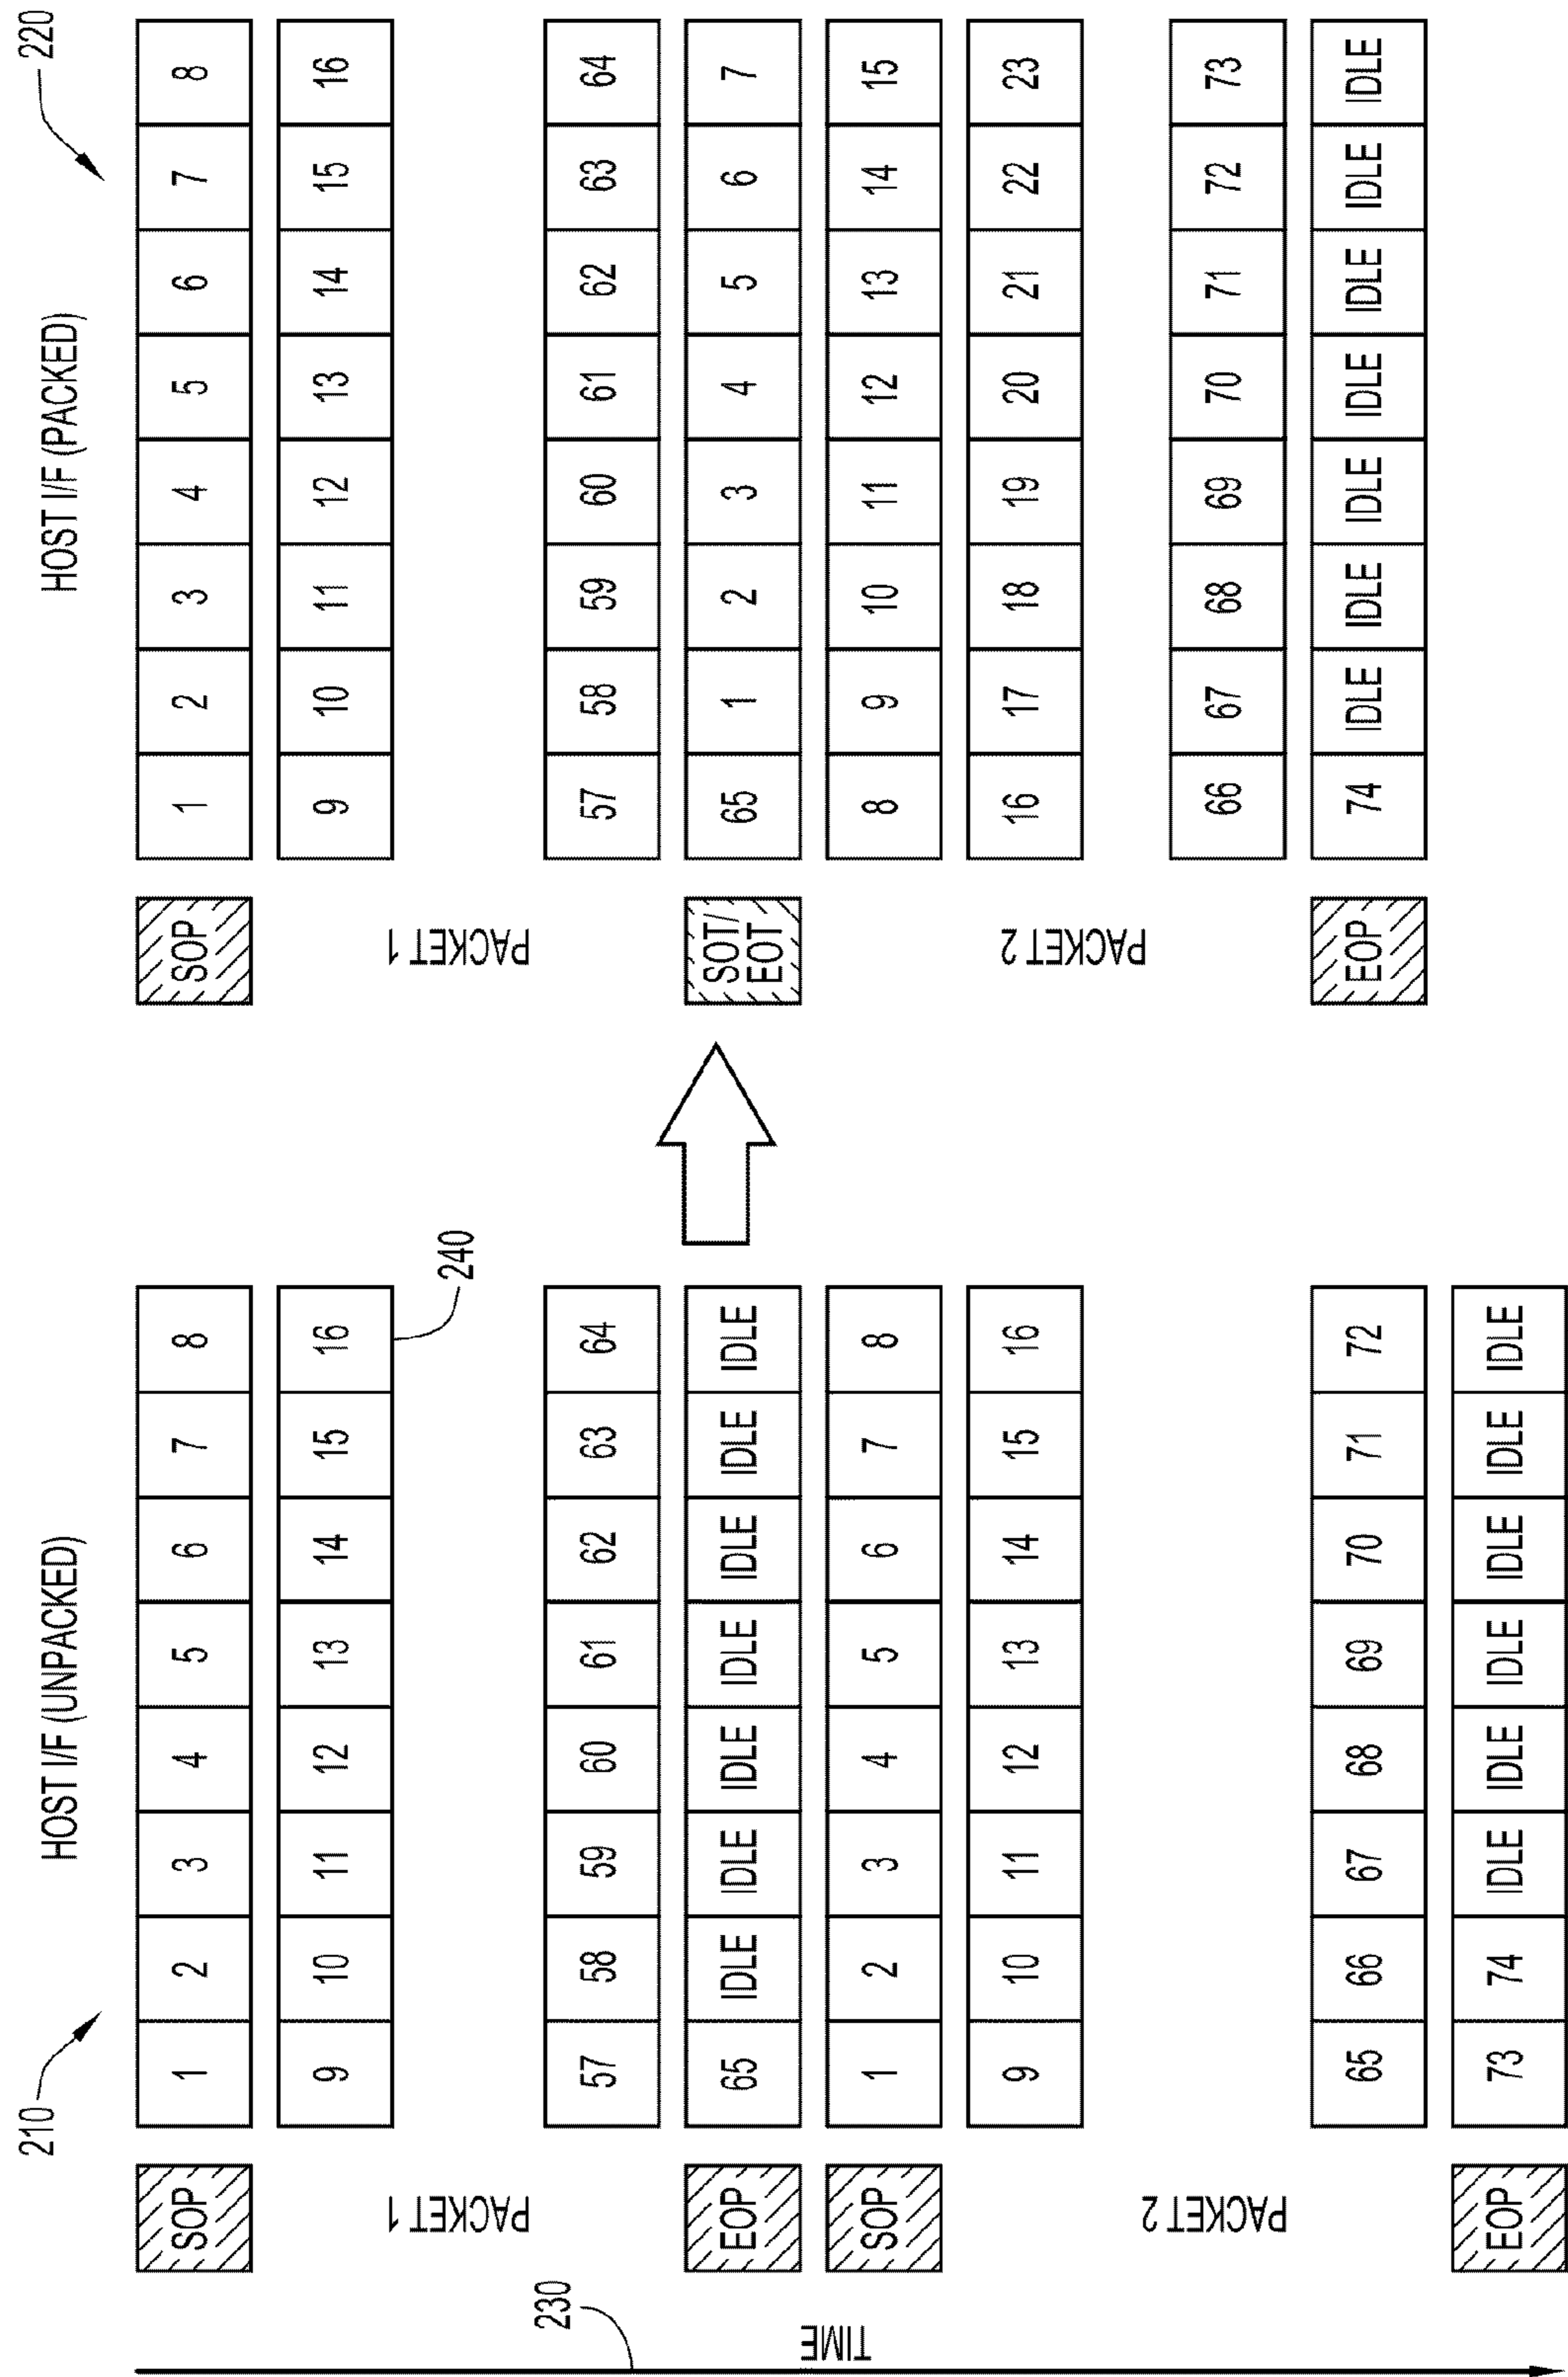 HOST I/F (UNPACKED)
210
SOP 1 2 3 4 5 6 7 8
9 10 11 12 13 14 15 16
240
PACKET 1
57 58 59 60 61 62 63 64
EOP 65 IDLE IDLE IDLE IDLE IDLE IDLE IDLE
SOP 1 2 3 4 5 6 7 8
9 10 11 12 13 14 15 16
PACKET 2
65 66 67 68 69 70 71 72
EOP 73 74 IDLE IDLE IDLE IDLE IDLE IDLE
230
TIME
HOST I/F (PACKED)
220
SOP 1 2 3 4 5 6 7 8
9 10 11 12 13 14 15 16
PACKET 1
57 58 59 60 61 62 63 64
SOT/
EOT 65 1 2 3 4 5 6 7
8 9 10 11 12 13 14 15
16 17 18 19 20 21 22 23
PACKET 2
66 67 68 69 70 71 72 73
EOP 74 IDLE IDLE IDLE IDLE IDLE IDLE IDLE